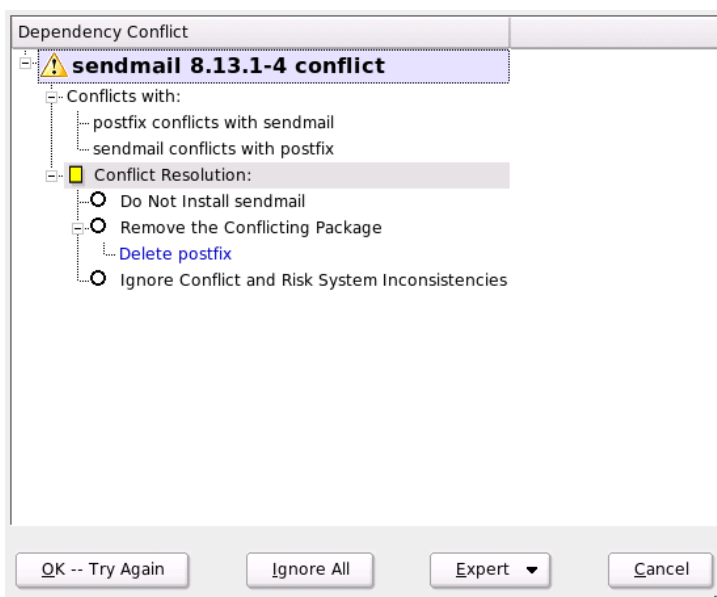 Dependency Conflict
sendmail 8.13.1-4 conflict
Conflicts with:
postfix conflicts with sendmail
sendmail conflicts with postfix
Conflict Resolution:
Do Not Install sendmail
Remove the Conflicting Package
Delete postfix
Ignore Conflict and Risk System Inconsistencies
OK -- Try Again
Ignore All
Expert
Cancel